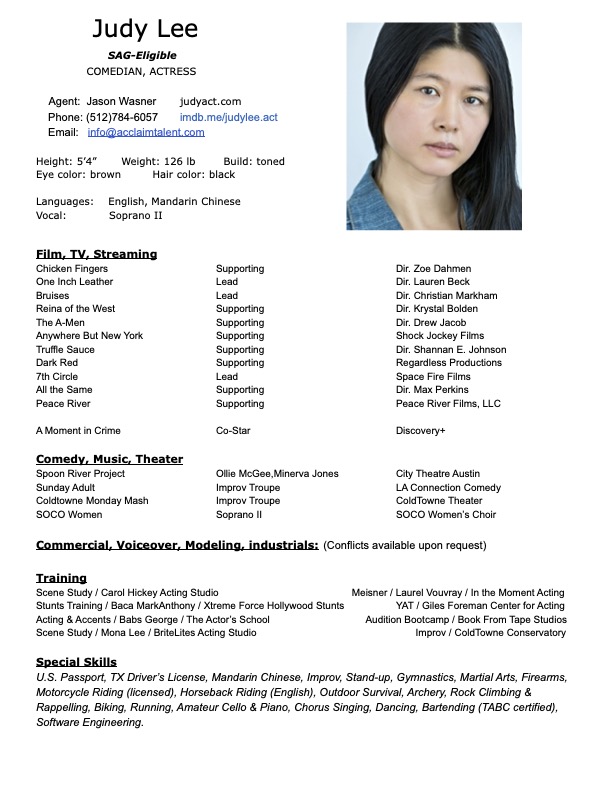 Judy Lee
SAG-Eligible
COMEDIAN, ACTRESS
Agent: Jason Wasner judyact.com
Phone: (512)784-6057 imdb.me/judylee.act
Email: info@acclaimtalent.com
Height: 5’4” Weight: 126 lb Build: toned
Eye color: brown Hair color: black
Languages: English, Mandarin Chinese
Vocal: Soprano II
Film, TV, Streaming
Chicken Fingers Supporting Dir. Zoe Dahmen
One Inch Leather Lead Dir. Lauren Beck
Bruises Lead Dir. Christian Markham
Reina of the West Supporting Dir. Krystal Bolden
The A-Men Supporting Dir. Drew Jacob
Anywhere But New York Supporting Shock Jockey Films
Truffle Sauce Supporting Dir. Shannan E. Johnson
Dark Red Supporting Regardless Productions
7th Circle Lead Space Fire Films
All the Same Supporting Dir. Max Perkins
Peace River Supporting Peace River Films, LLC
A Moment in Crime Co-Star Discovery+
Comedy, Music, Theater
Spoon River Project Ollie McGee,Minerva Jones City Theatre Austin
Sunday Adult Improv Troupe LA Connection Comedy
Coldtowne Monday Mash Improv Troupe ColdTowne Theater
SOCO Women Soprano II SOCO Women’s Choir
Commercial, Voiceover, Modeling, industrials: (Conflicts available upon request)
Training
Scene Study / Carol Hickey Acting Studio Meisner / Laurel Vouvray / In the Moment Acting
Stunts Training / Baca MarkAnthony / Xtreme Force Hollywood Stunts YAT / Giles Foreman Center for Acting
Acting & Accents / Babs George / The Actor’s School Audition Bootcamp / Book From Tape Studios
Scene Study / Mona Lee / BriteLites Acting Studio Improv / ColdTowne Conservatory
Special Skills
U.S. Passport, TX Driver’s License, Mandarin Chinese, Improv, Stand-up, Gymnastics, Martial Arts, Firearms,
Motorcycle Riding (licensed), Horseback Riding (English), Outdoor Survival, Archery, Rock Climbing &
Rappelling, Biking, Running, Amateur Cello & Piano, Chorus Singing, Dancing, Bartending (TABC certified),
Software Engineering.